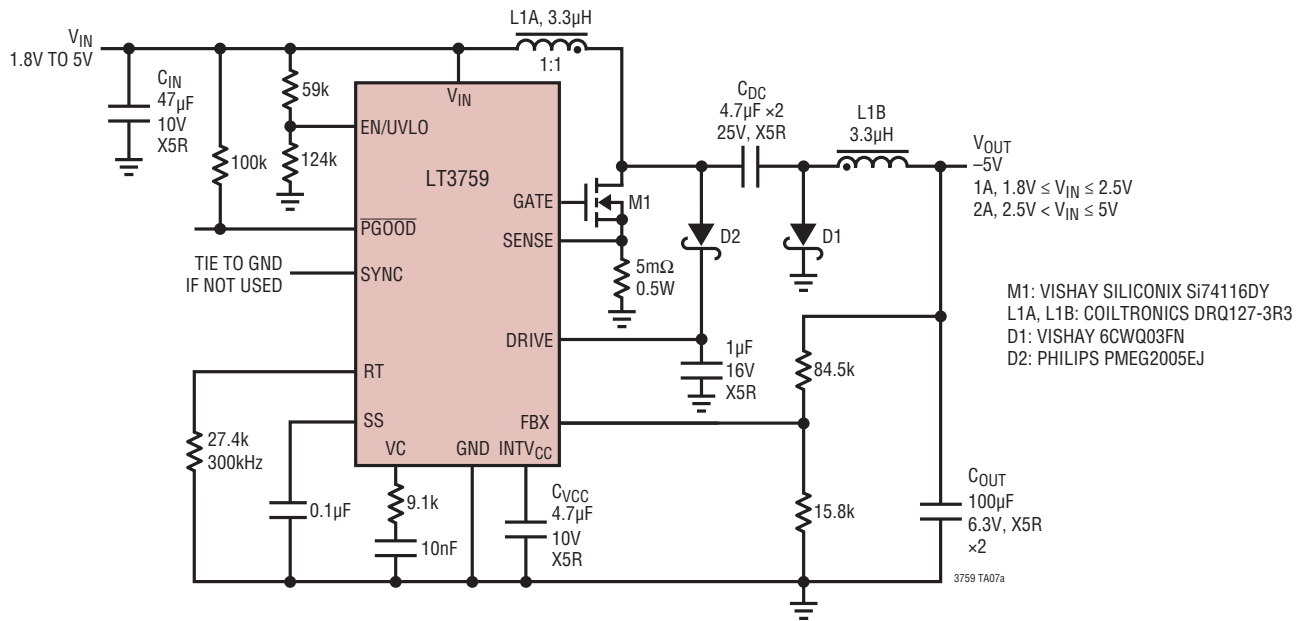 L1A, 3.3µH
1:1
VIN
1.8V TO 5V
CIN
47µF
10V
X5R
100k
59k
124k
VIN
EN/UVLO
LT3759
GATE
SENSE
PGOOD
SYNC
TIE TO GND
IF NOT USED
DRIVE
RT
SS
VC
GND
INTVCC
FBX
27.4k
300kHz
0.1µF
9.1k
10nF
CVCC
4.7µF
10V
X5R
M1
5mΩ
0.5W
D2
1µF
16V
X5R
CDC
4.7µF ×2
25V, X5R
D1
L1B
3.3µH
VOUT
–5V
1A, 1.8V ≤ VIN ≤ 2.5V
2A, 2.5V < VIN ≤ 5V
84.5k
15.8k
COUT
100µF
6.3V, X5R
×2
M1: VISHAY SILICONIX Si74116DY
L1A, L1B: COILTRONICS DRQ127-3R3
D1: VISHAY 6CWQ03FN
D2: PHILIPS PMEG2005EJ
3759 TA07a